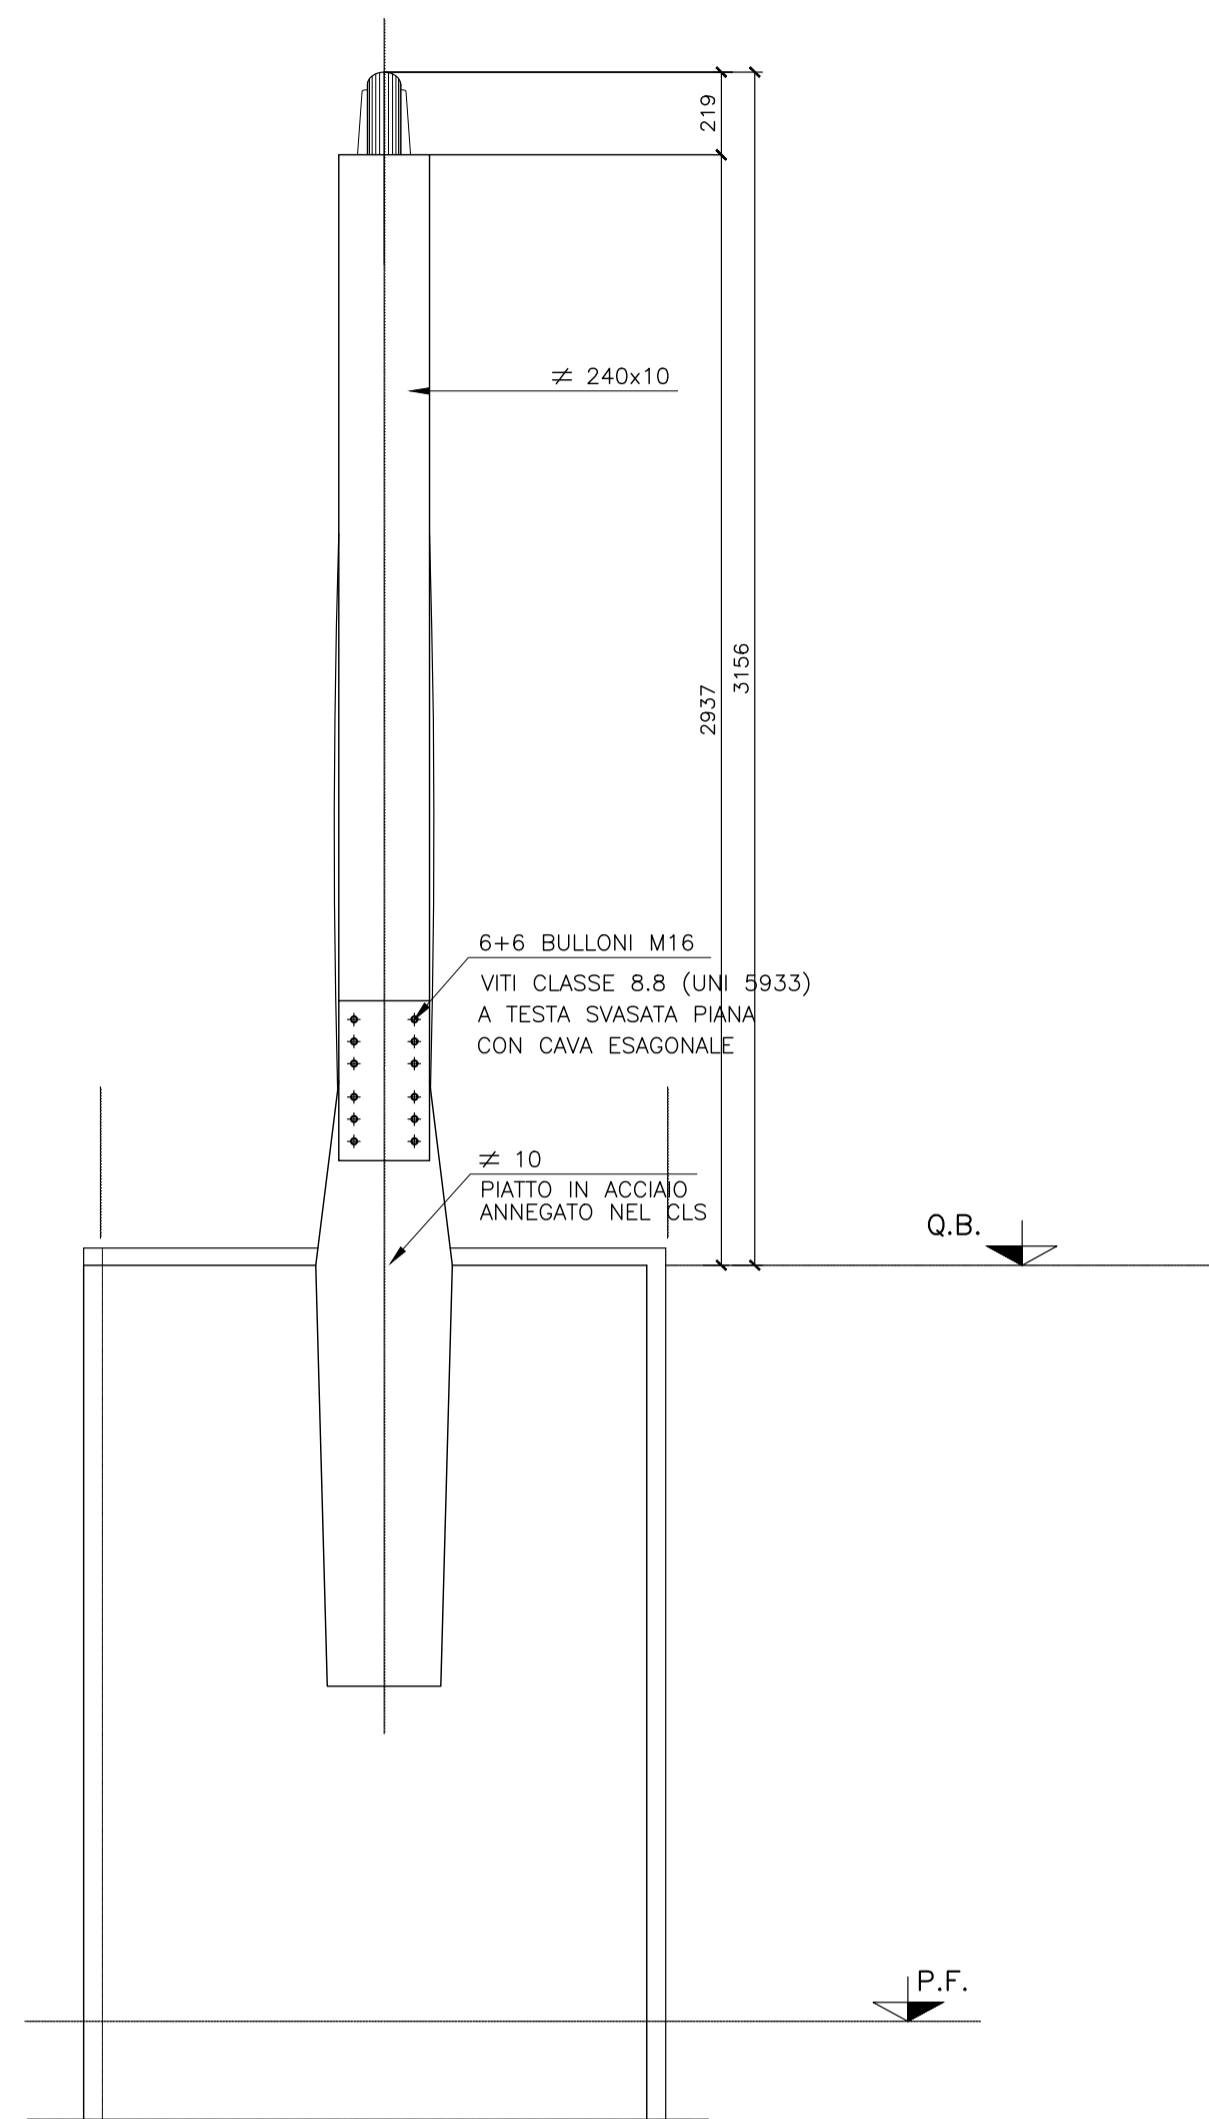 219
≠ 240x10
3156
2937
6+6 BULLONI M16
VITI CLASSE 8.8 (UNI 5933)
A TESTA SVASATA PIANA
CON CAVA ESAGONALE
≠ 10
PIATTO IN ACCIAIO
ANNEGATO NEL CLS
Q.B.
P.F.